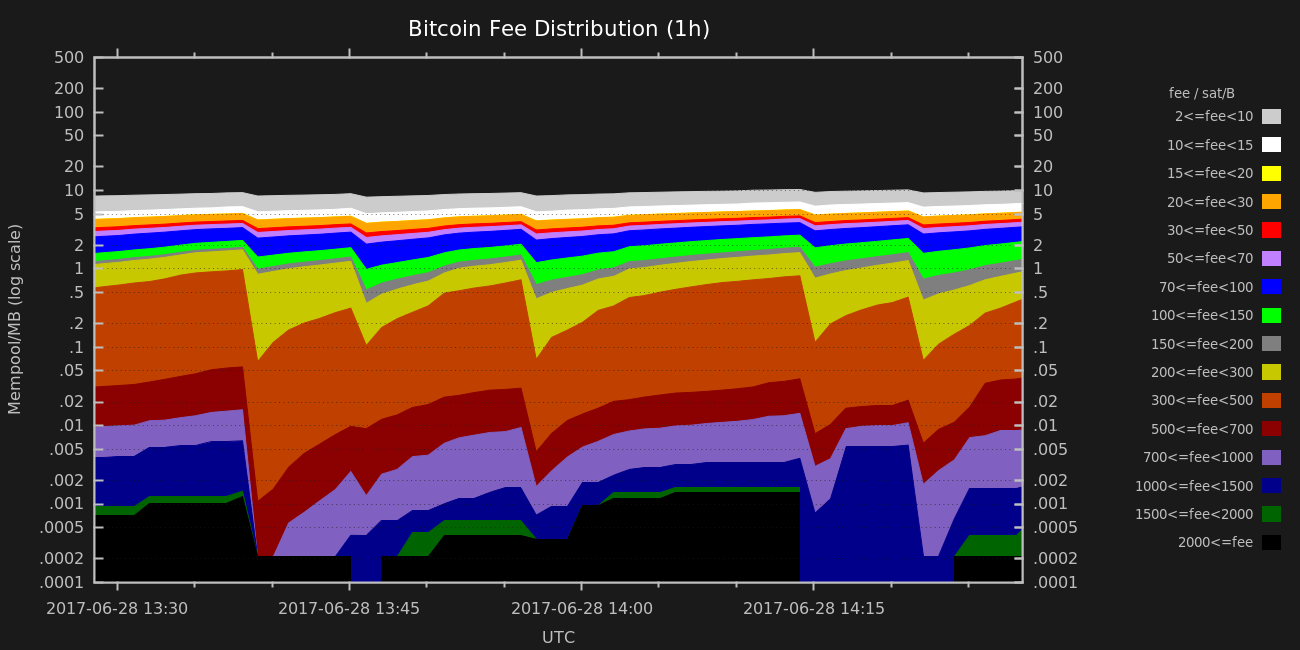 Bitcoin Fee Distribution (1h)
500
200
100
50
20
10
5
2
1
.5
.2
.1
.05
.02
.01
.005
.002
.001
.0005
.0002
.0001
Mempool/MB (log scale)
500
200
100
50
20
10
5
2
1
.5
.2
.1
.05
.02
.01
.005
.002
.001
.0005
.0002
.0001
2017-06-28 13:30
2017-06-28 13:45
2017-06-28 14:00
2017-06-28 14:15
UTC
fee / sat/B
2<=fee<10
10<=fee<15
15<=fee<20
20<=fee<30
30<=fee<50
50<=fee<70
70<=fee<100
100<=fee<150
150<=fee<200
200<=fee<300
300<=fee<500
500<=fee<700
700<=fee<1000
1000<=fee<1500
1500<=fee<2000
2000<=fee